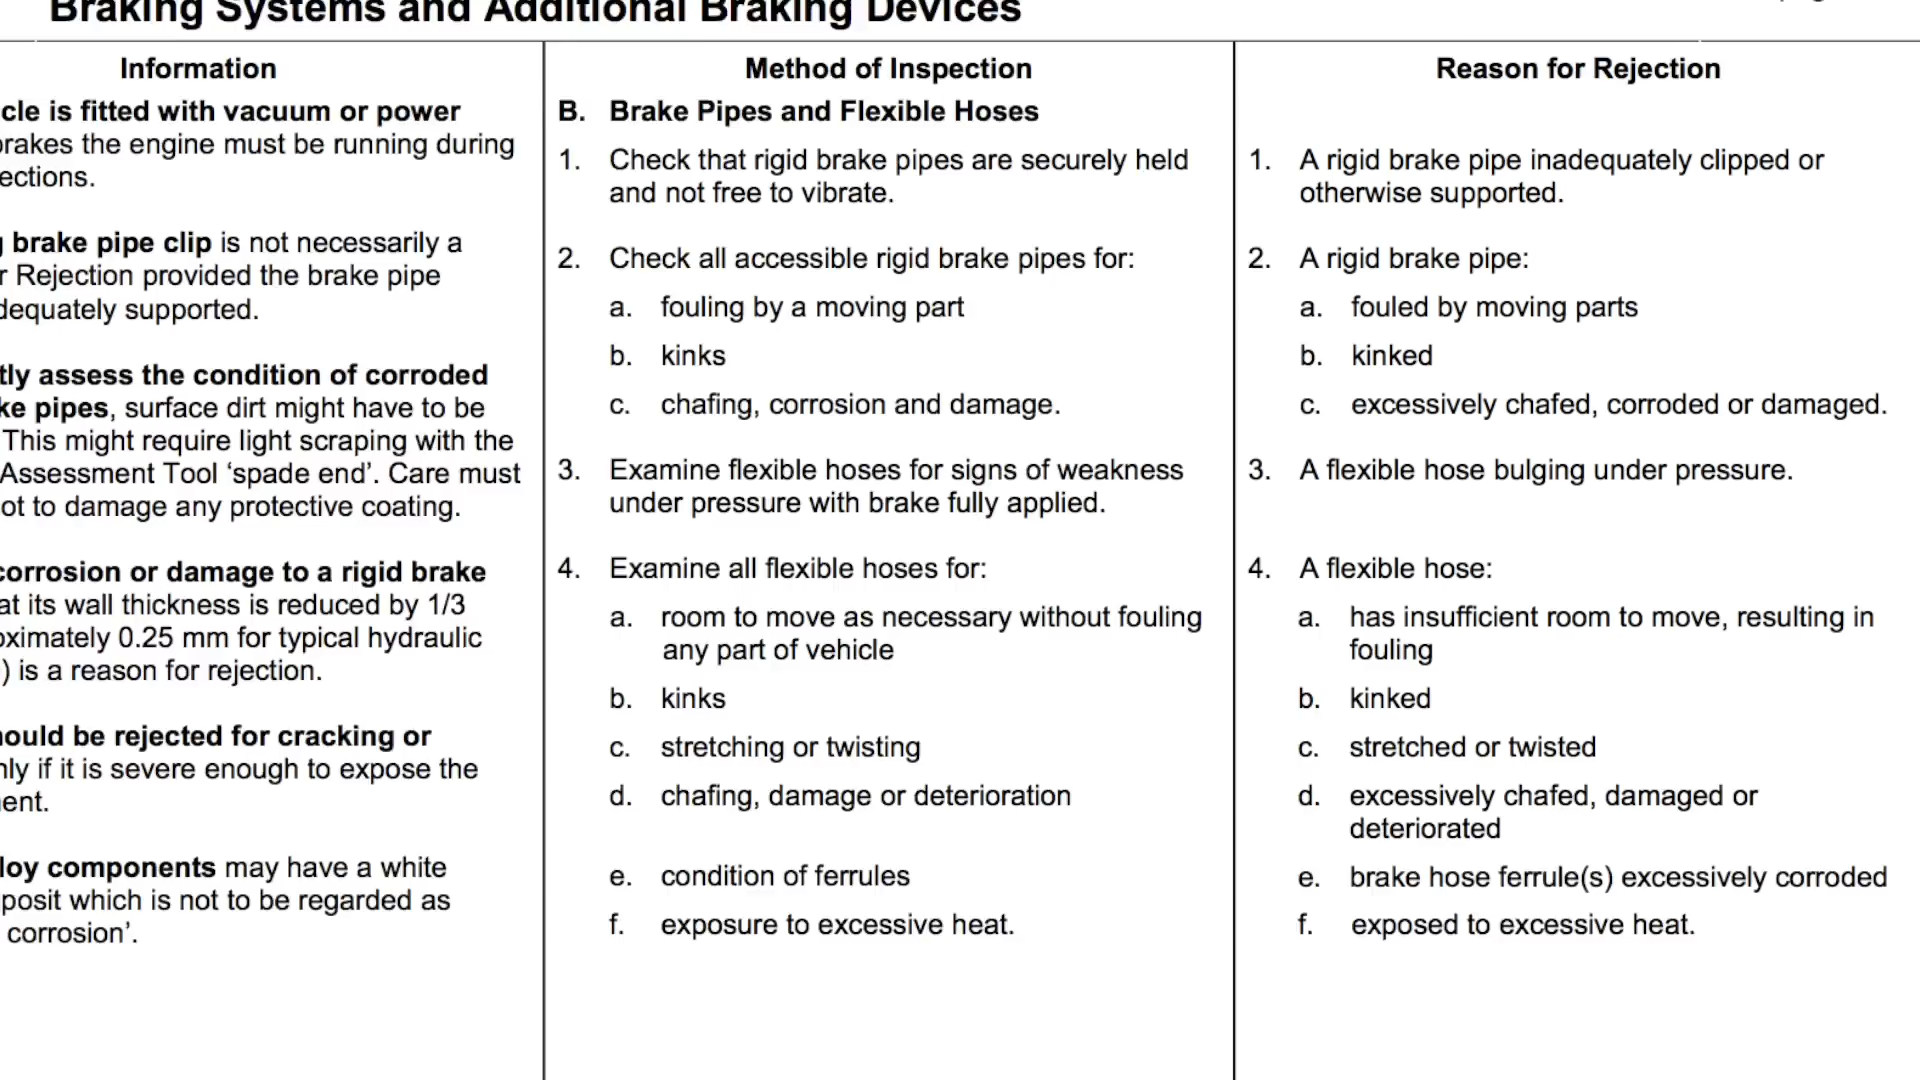 Braking Systems and Additional Braking Devices
Information
cle is fitted with vacuum or power
brakes the engine must be running during
ections.
brake pipe clip is not necessarily a
r Rejection provided the brake pipe
dequately supported.
tly assess the condition of corroded
ke pipes, surface dirt might have to be
This might require light scraping with the
Assessment Tool ‘spade end’. Care must
ot to damage any protective coating.
corrosion or damage to a rigid brake
at its wall thickness is reduced by 1/3
oximately 0.25 mm for typical hydraulic
) is a reason for rejection.
hould be rejected for cracking or
nly if it is severe enough to expose the
ent.
loy components may have a white
posit which is not to be regarded as
corrosion’.
Method of Inspection
B. Brake Pipes and Flexible Hoses
1. Check that rigid brake pipes are securely held
and not free to vibrate.
2. Check all accessible rigid brake pipes for:
a. fouling by a moving part
b. kinks
c. chafing, corrosion and damage.
3. Examine flexible hoses for signs of weakness
under pressure with brake fully applied.
4. Examine all flexible hoses for:
a. room to move as necessary without fouling
any part of vehicle
b. kinks
c. stretching or twisting
d. chafing, damage or deterioration
e. condition of ferrules
f. exposure to excessive heat.
Reason for Rejection
1. A rigid brake pipe inadequately clipped or
otherwise supported.
2. A rigid brake pipe:
a. fouled by moving parts
b. kinked
c. excessively chafed, corroded or damaged.
3. A flexible hose bulging under pressure.
4. A flexible hose:
a. has insufficient room to move, resulting in
fouling
b. kinked
c. stretched or twisted
d. excessively chafed, damaged or
deteriorated
e. brake hose ferrule(s) excessively corroded
f. exposed to excessive heat.